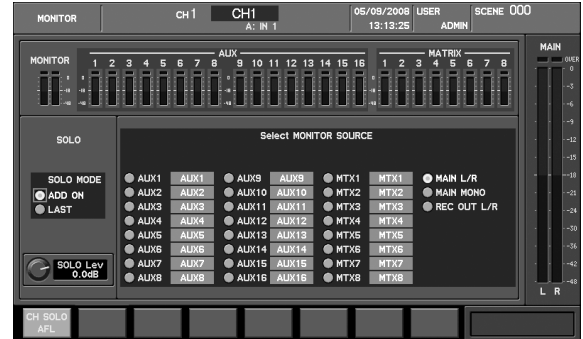 MONITOR
CH 1
CH1
A: IN 1
05/09/2008
13:13:25
USER
ADMIN
SCENE 000
MONITOR
AUX
1 2 3 4 5 6 7 8 9 10 11 12 13 14 15 16
MATRIX
1 2 3 4 5 6 7 8
MAIN
OVER
0
-3
-6
-9
-12
-15
-18
-21
-24
-30
-36
-42
-48
L R
SOLO
SOLO MODE
ADD ON
LAST
SOLO Lev
0.0dB
Select MONITOR SOURCE
AUX1 AUX1 AUX9 AUX9 MTX1 MTX1 MAIN L/R
AUX2 AUX2 AUX10 AUX10 MTX2 MTX2 MAIN MONO
AUX3 AUX3 AUX11 AUX11 MTX3 MTX3 REC OUT L/R
AUX4 AUX4 AUX12 AUX12 MTX4 MTX4
AUX5 AUX5 AUX13 AUX13 MTX5 MTX5
AUX6 AUX6 AUX14 AUX14 MTX6 MTX6
AUX7 AUX7 AUX15 AUX15 MTX7 MTX7
AUX8 AUX8 AUX16 AUX16 MTX8 MTX8
CH SOLO
AFL